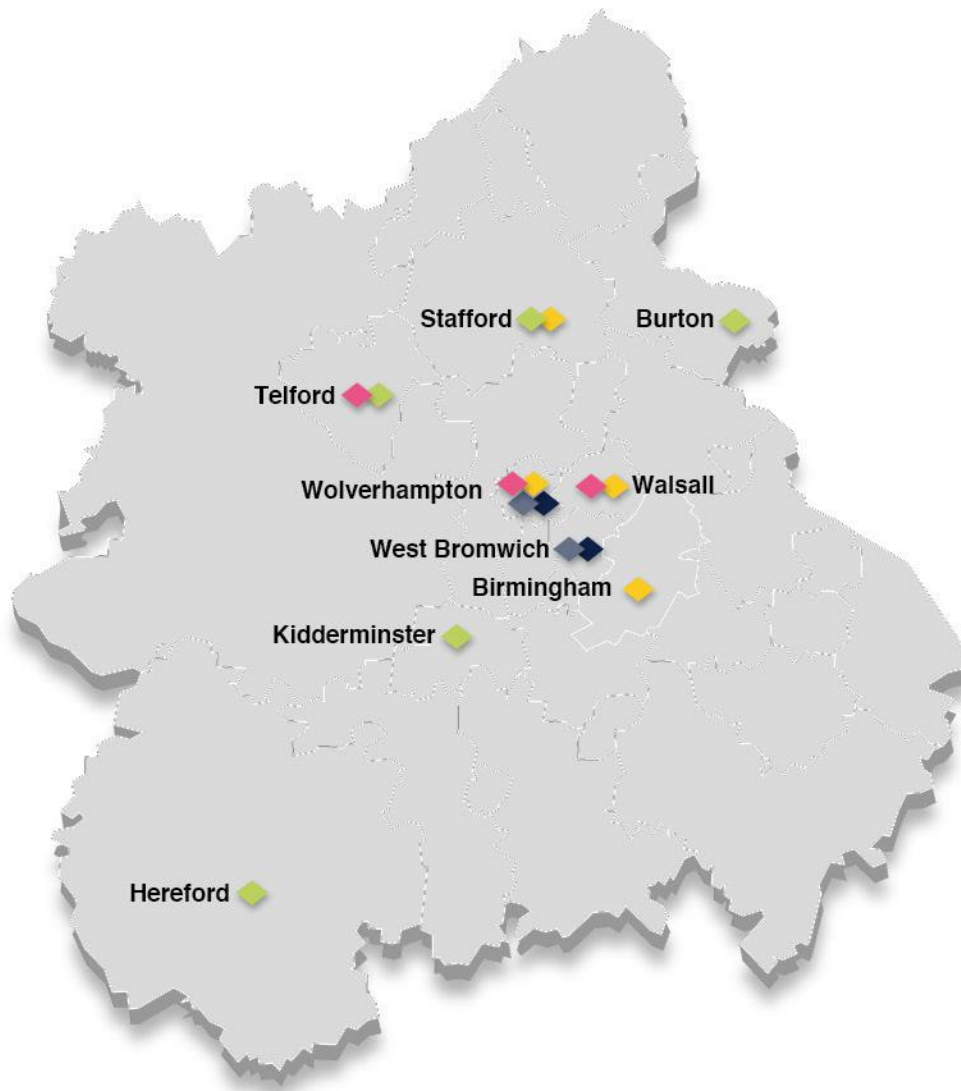 Stafford
Burton
Telford
Wolverhampton
Walsall
West Bromwich
Birmingham
Kidderminster
Hereford